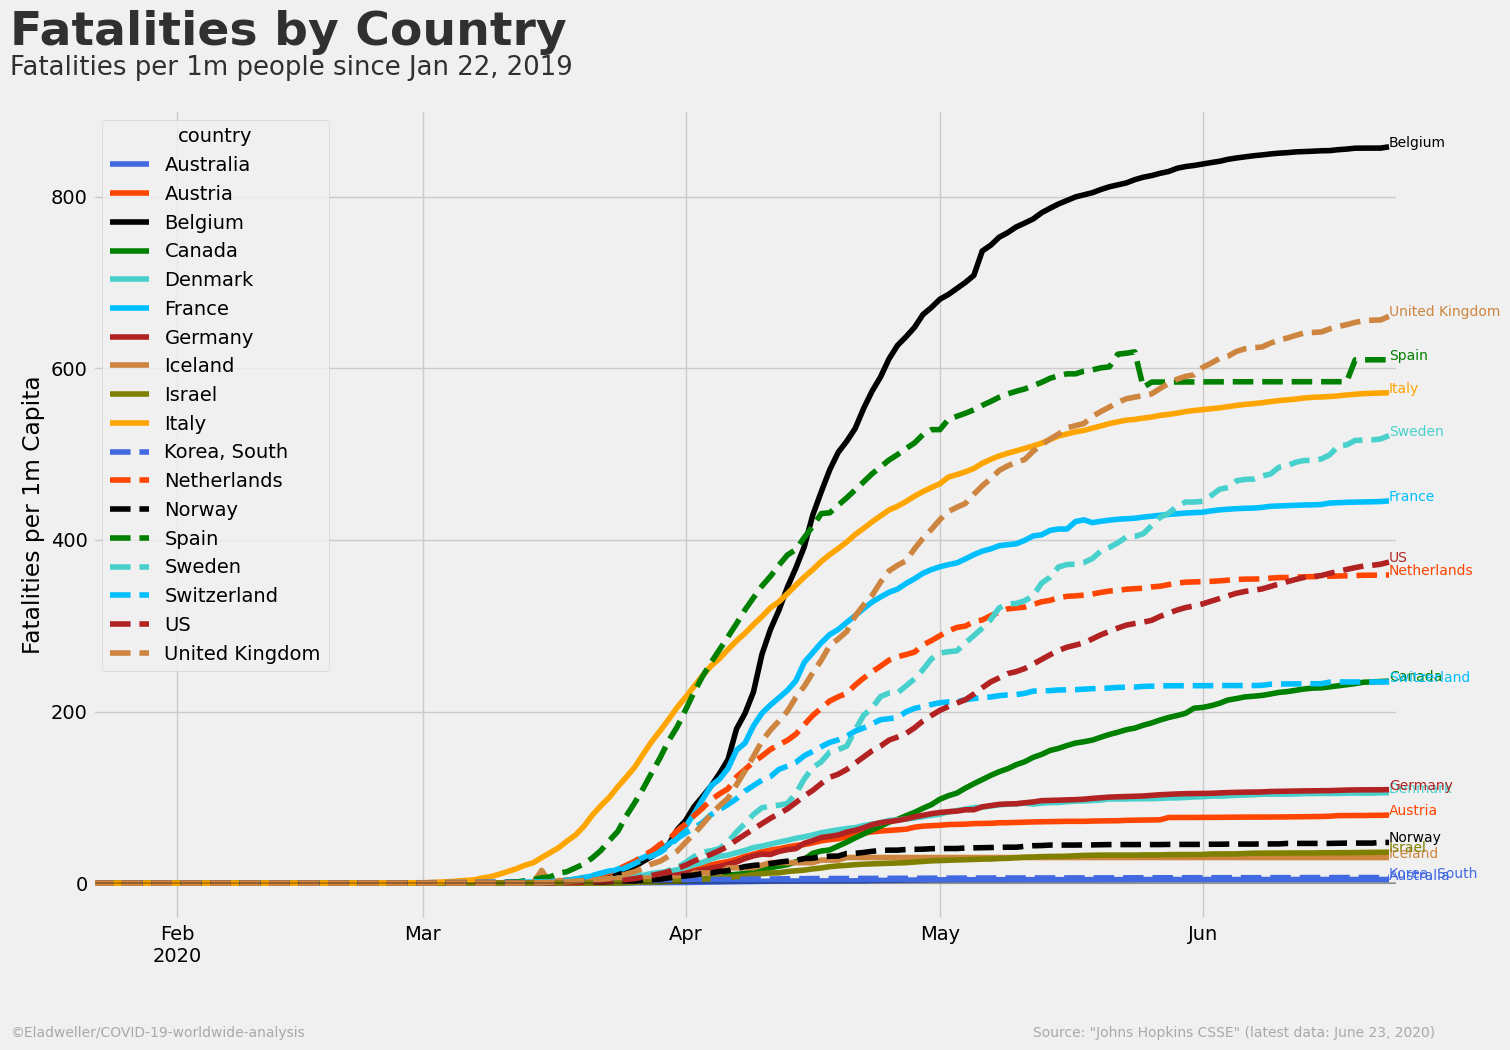 Fatalities by Country
Fatalities per 1m people since Jan 22, 2019
country
Australia
Austria
Belgium
Canada
Denmark
France
Germany
Iceland
Israel
Italy
Korea, South
Netherlands
Norway
Spain
Sweden
Switzerland
US
United Kingdom
Fatalities per 1m Capita
800
600
400
200
0
Feb
2020
Mar
Apr
May
Jun
Belgium
United Kingdom
Spain
Italy
Sweden
France
US
Netherlands
Canada
Switzerland
Germany
Denmark
Austria
Norway
Israel
Iceland
Korea, South
Australia
©Eladweller/COVID-19-worldwide-analysis
Source: "Johns Hopkins CSSE" (latest data: June 23, 2020)